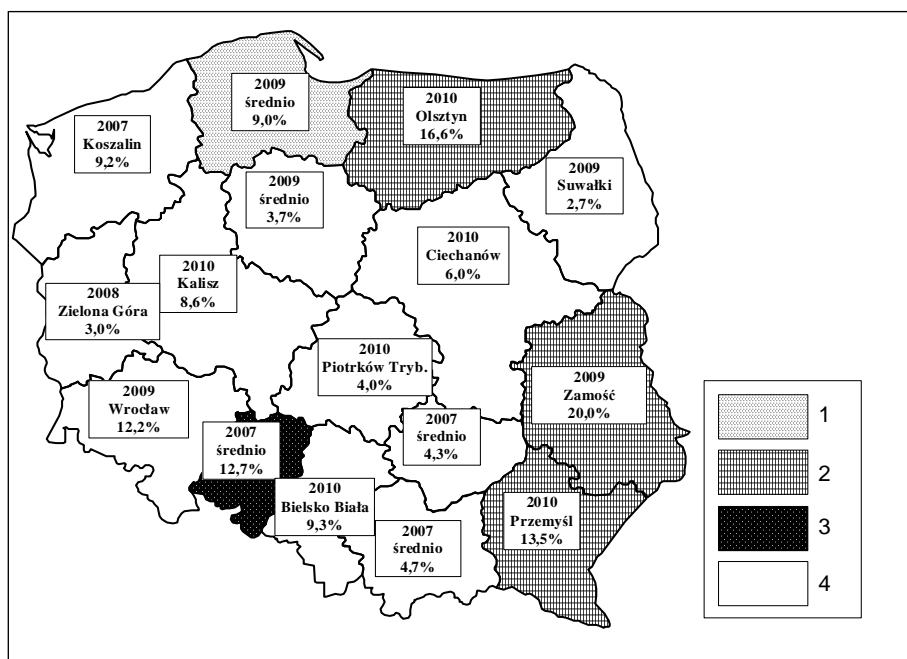 2009
średnio
9,0%
2010
Olsztyn
16,6%
2007
Koszalin
9,2%
2009
średnio
3,7%
2009
Suwałki
2,7%
2010
Ciechanów
6,0%
2010
Kalisz
8,6%
2008
Zielona Góra
3,0%
2010
Piotrków Tryb.
4,0%
2009
Wrocław
12,2%
2009
Zamość
20,0%
2007
średnio
4,3%
2007
średnio
12,7%
2010
Bielsko Biała
9,3%
2010
Przemyśl
13,5%
2007
średnio
4,7%
1
2
3
4